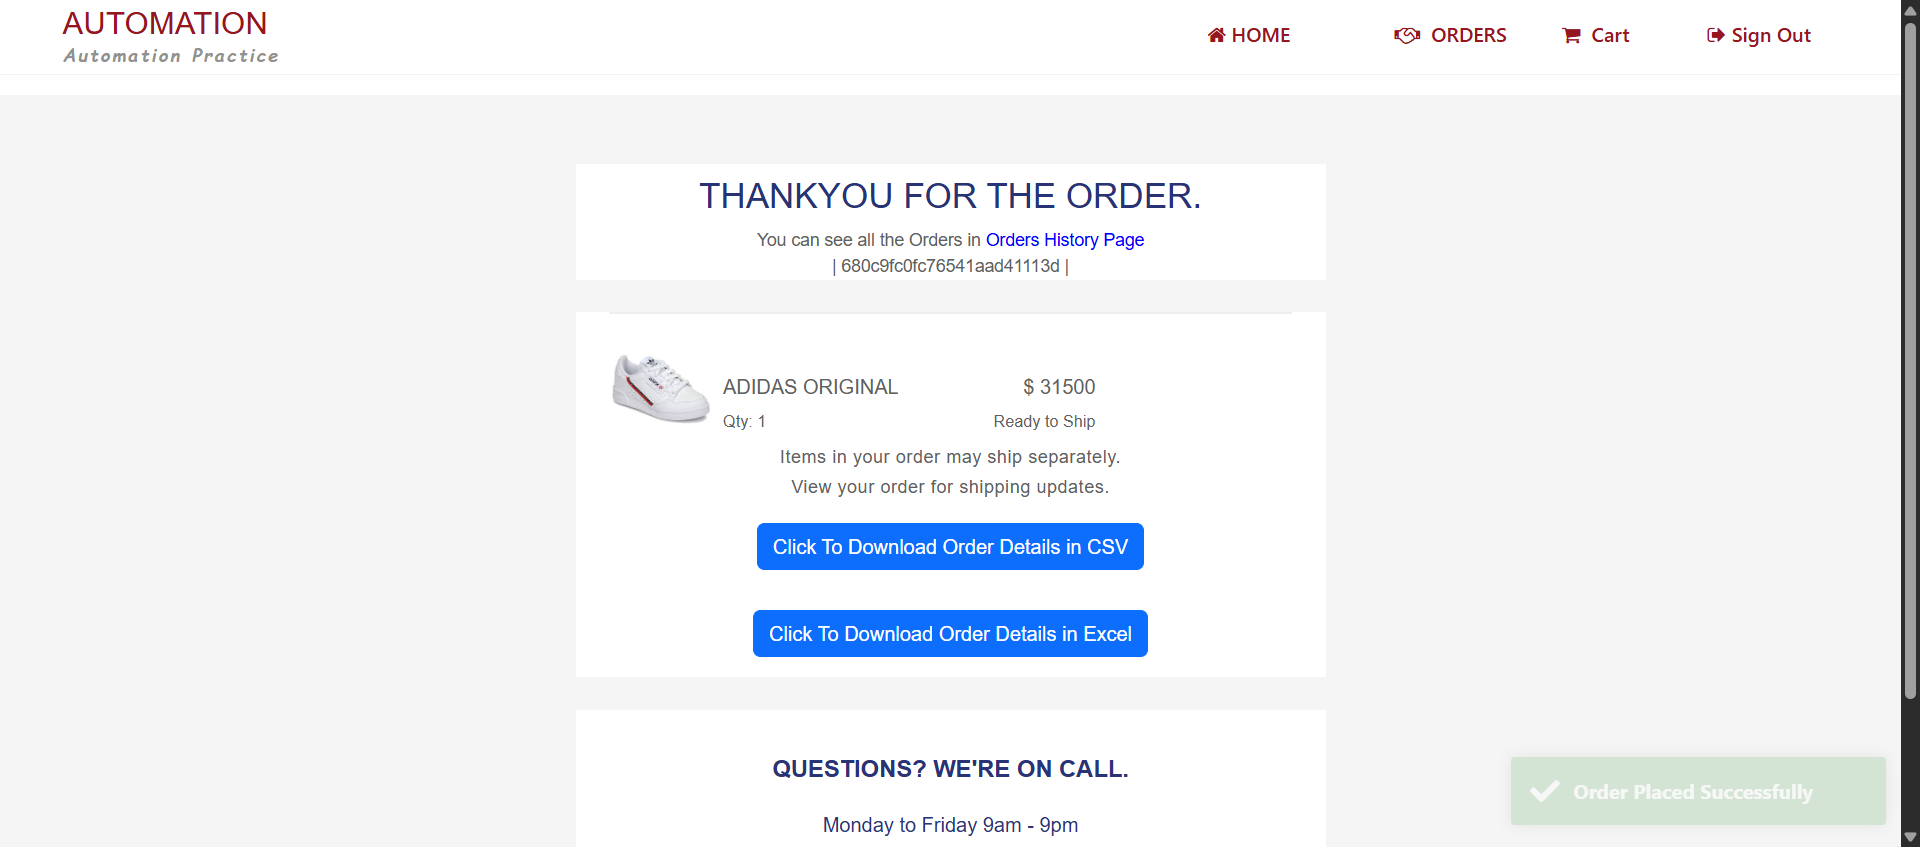 AUTOMATION
Automation Practice
HOME
ORDERS
Cart
Sign Out
THANKYOU FOR THE ORDER.
You can see all the Orders in Orders History Page
| 680c9fc0fc76541aad41113d |
ADIDAS ORIGINAL
$ 31500
Qty: 1
Ready to Ship
Items in your order may ship separately.
View your order for shipping updates.
Click To Download Order Details in CSV
Click To Download Order Details in Excel
QUESTIONS? WE'RE ON CALL.
Monday to Friday 9am - 9pm
Order Placed Successfully